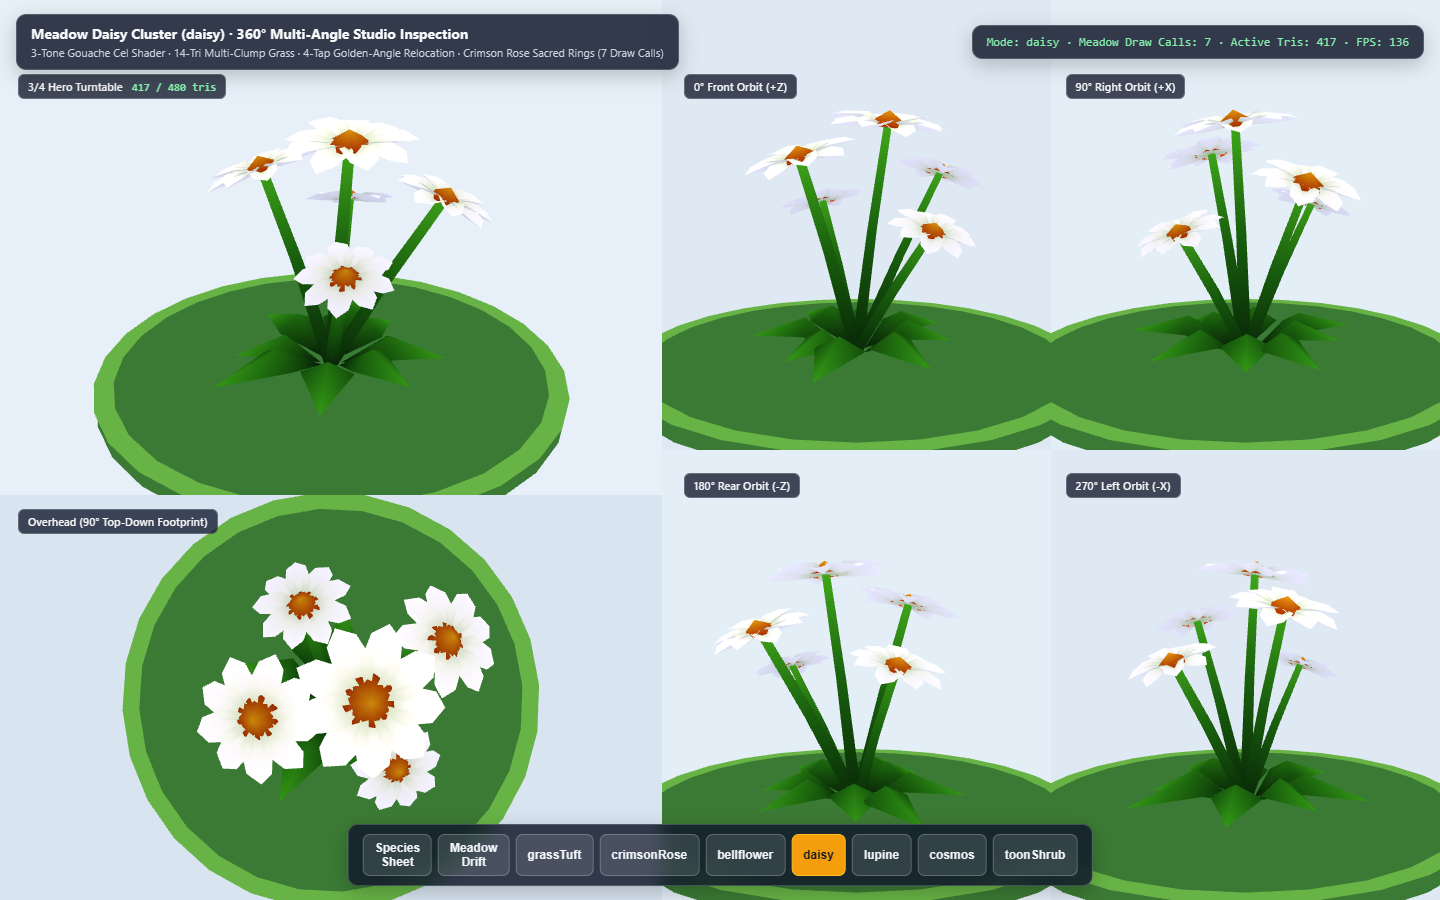 Meadow Daisy Cluster (daisy) · 360° Multi-Angle Studio Inspection
3-Tone Gouache Cel Shader · 14-Tri Multi-Clump Grass · 4-Tap Golden-Angle Relocation · Crimson Rose Sacred Rings (7 Draw Calls)
Mode: daisy · Meadow Draw Calls: 7 · Active Tris: 417 · FPS: 136
3/4 Hero Turntable 417 / 480 tris
0° Front Orbit (+Z)
90° Right Orbit (+X)
180° Rear Orbit (-Z)
270° Left Orbit (-X)
Overhead (90° Top-Down Footprint)
Species
Sheet
Meadow
Drift
grassTuft
crimsonRose
bellflower
daisy
lupine
cosmos
toonShrub